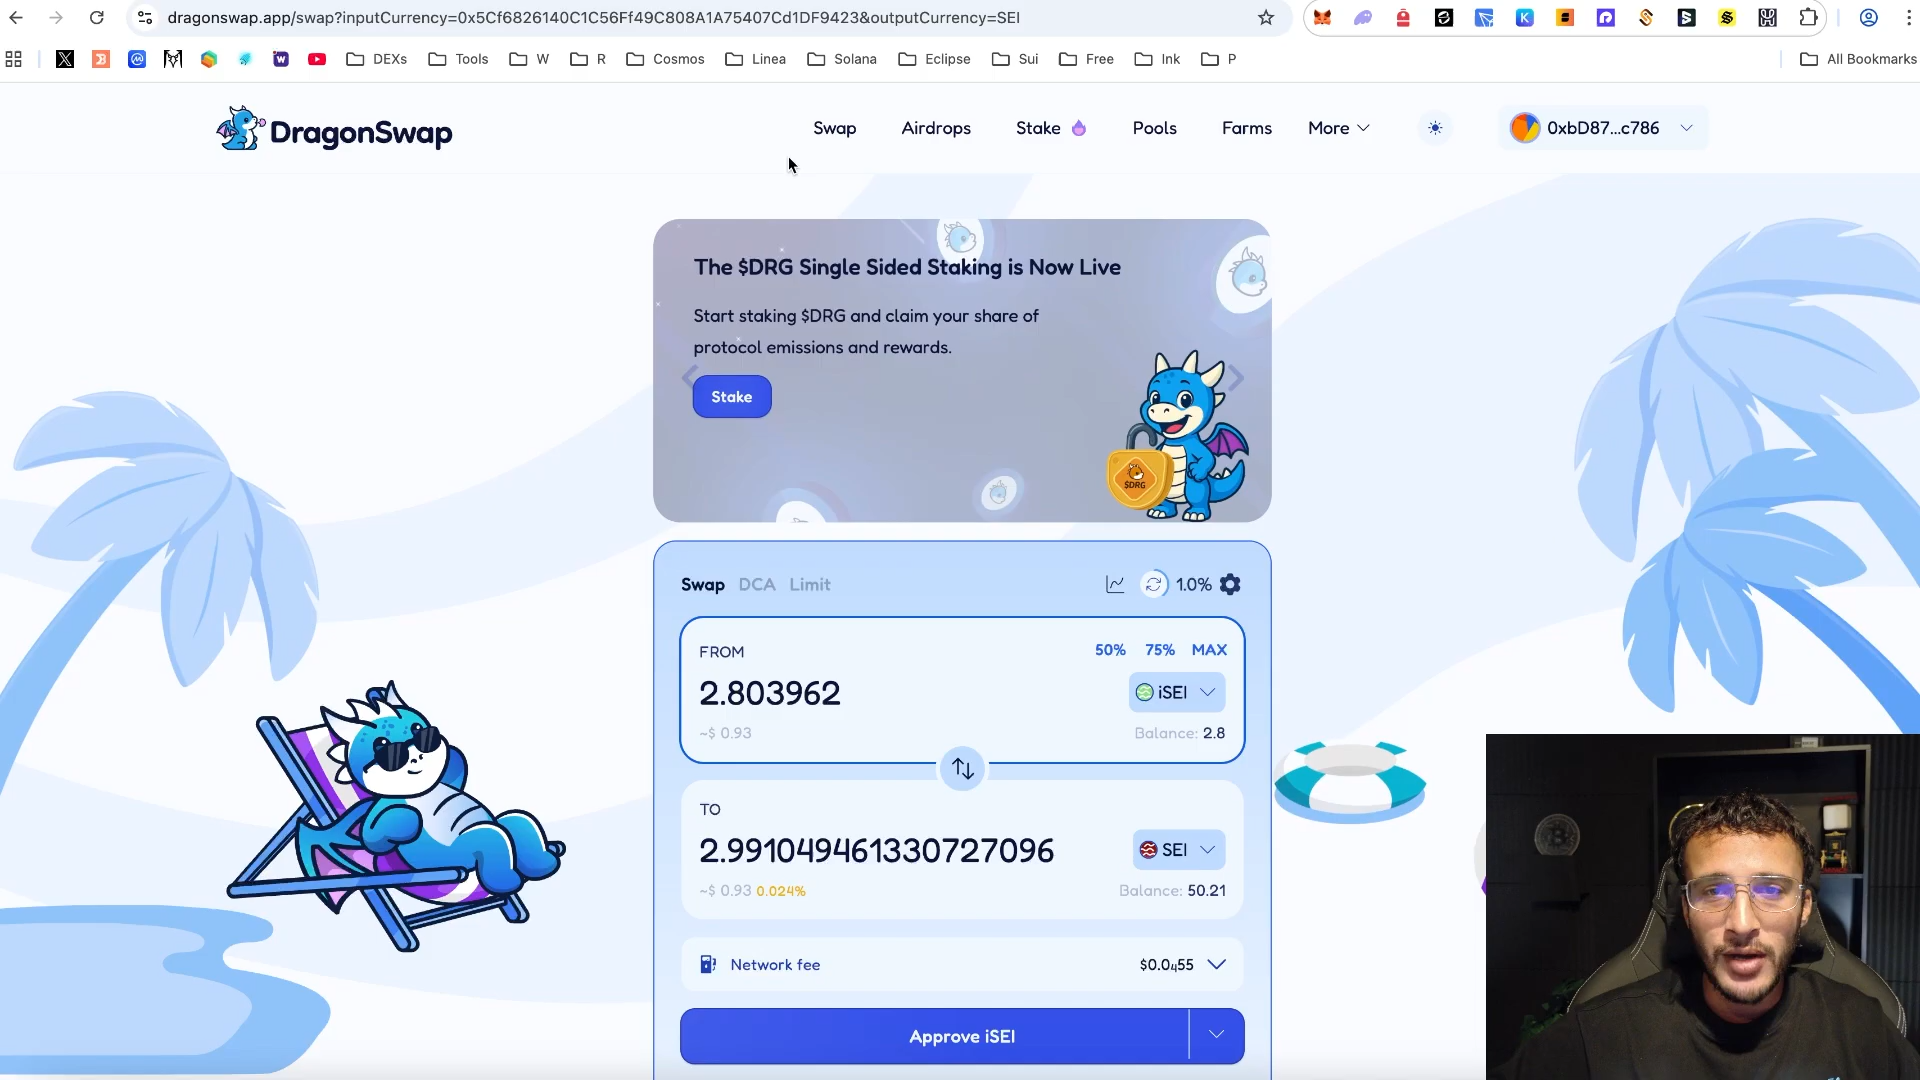 dragonswap.app/swap?inputCurrency=0x5Cf6826140C1C56Ff49C808A1A75407Cd1DF9423&outputCurrency=SEI
DEXs
Tools
W
R
Cosmos
Linea
Solana
Eclipse
Sui
Free
Ink
P
All Bookmarks
DragonSwap
Swap
Airdrops
Stake
Pools
Farms
More
0xbD87...c786
The $DRG Single Sided Staking is Now Live
Start staking $DRG and claim your share of
protocol emissions and rewards.
Stake
$DRG
Swap DCA Limit
1.0%
FROM
50% 75% MAX
2.803962
iSEI
~$ 0.93
Balance: 2.8
TO
2.991049461330727096
SEI
~$ 0.93 0.024%
Balance: 50.21
Network fee
$0.0₄55
Approve iSEI